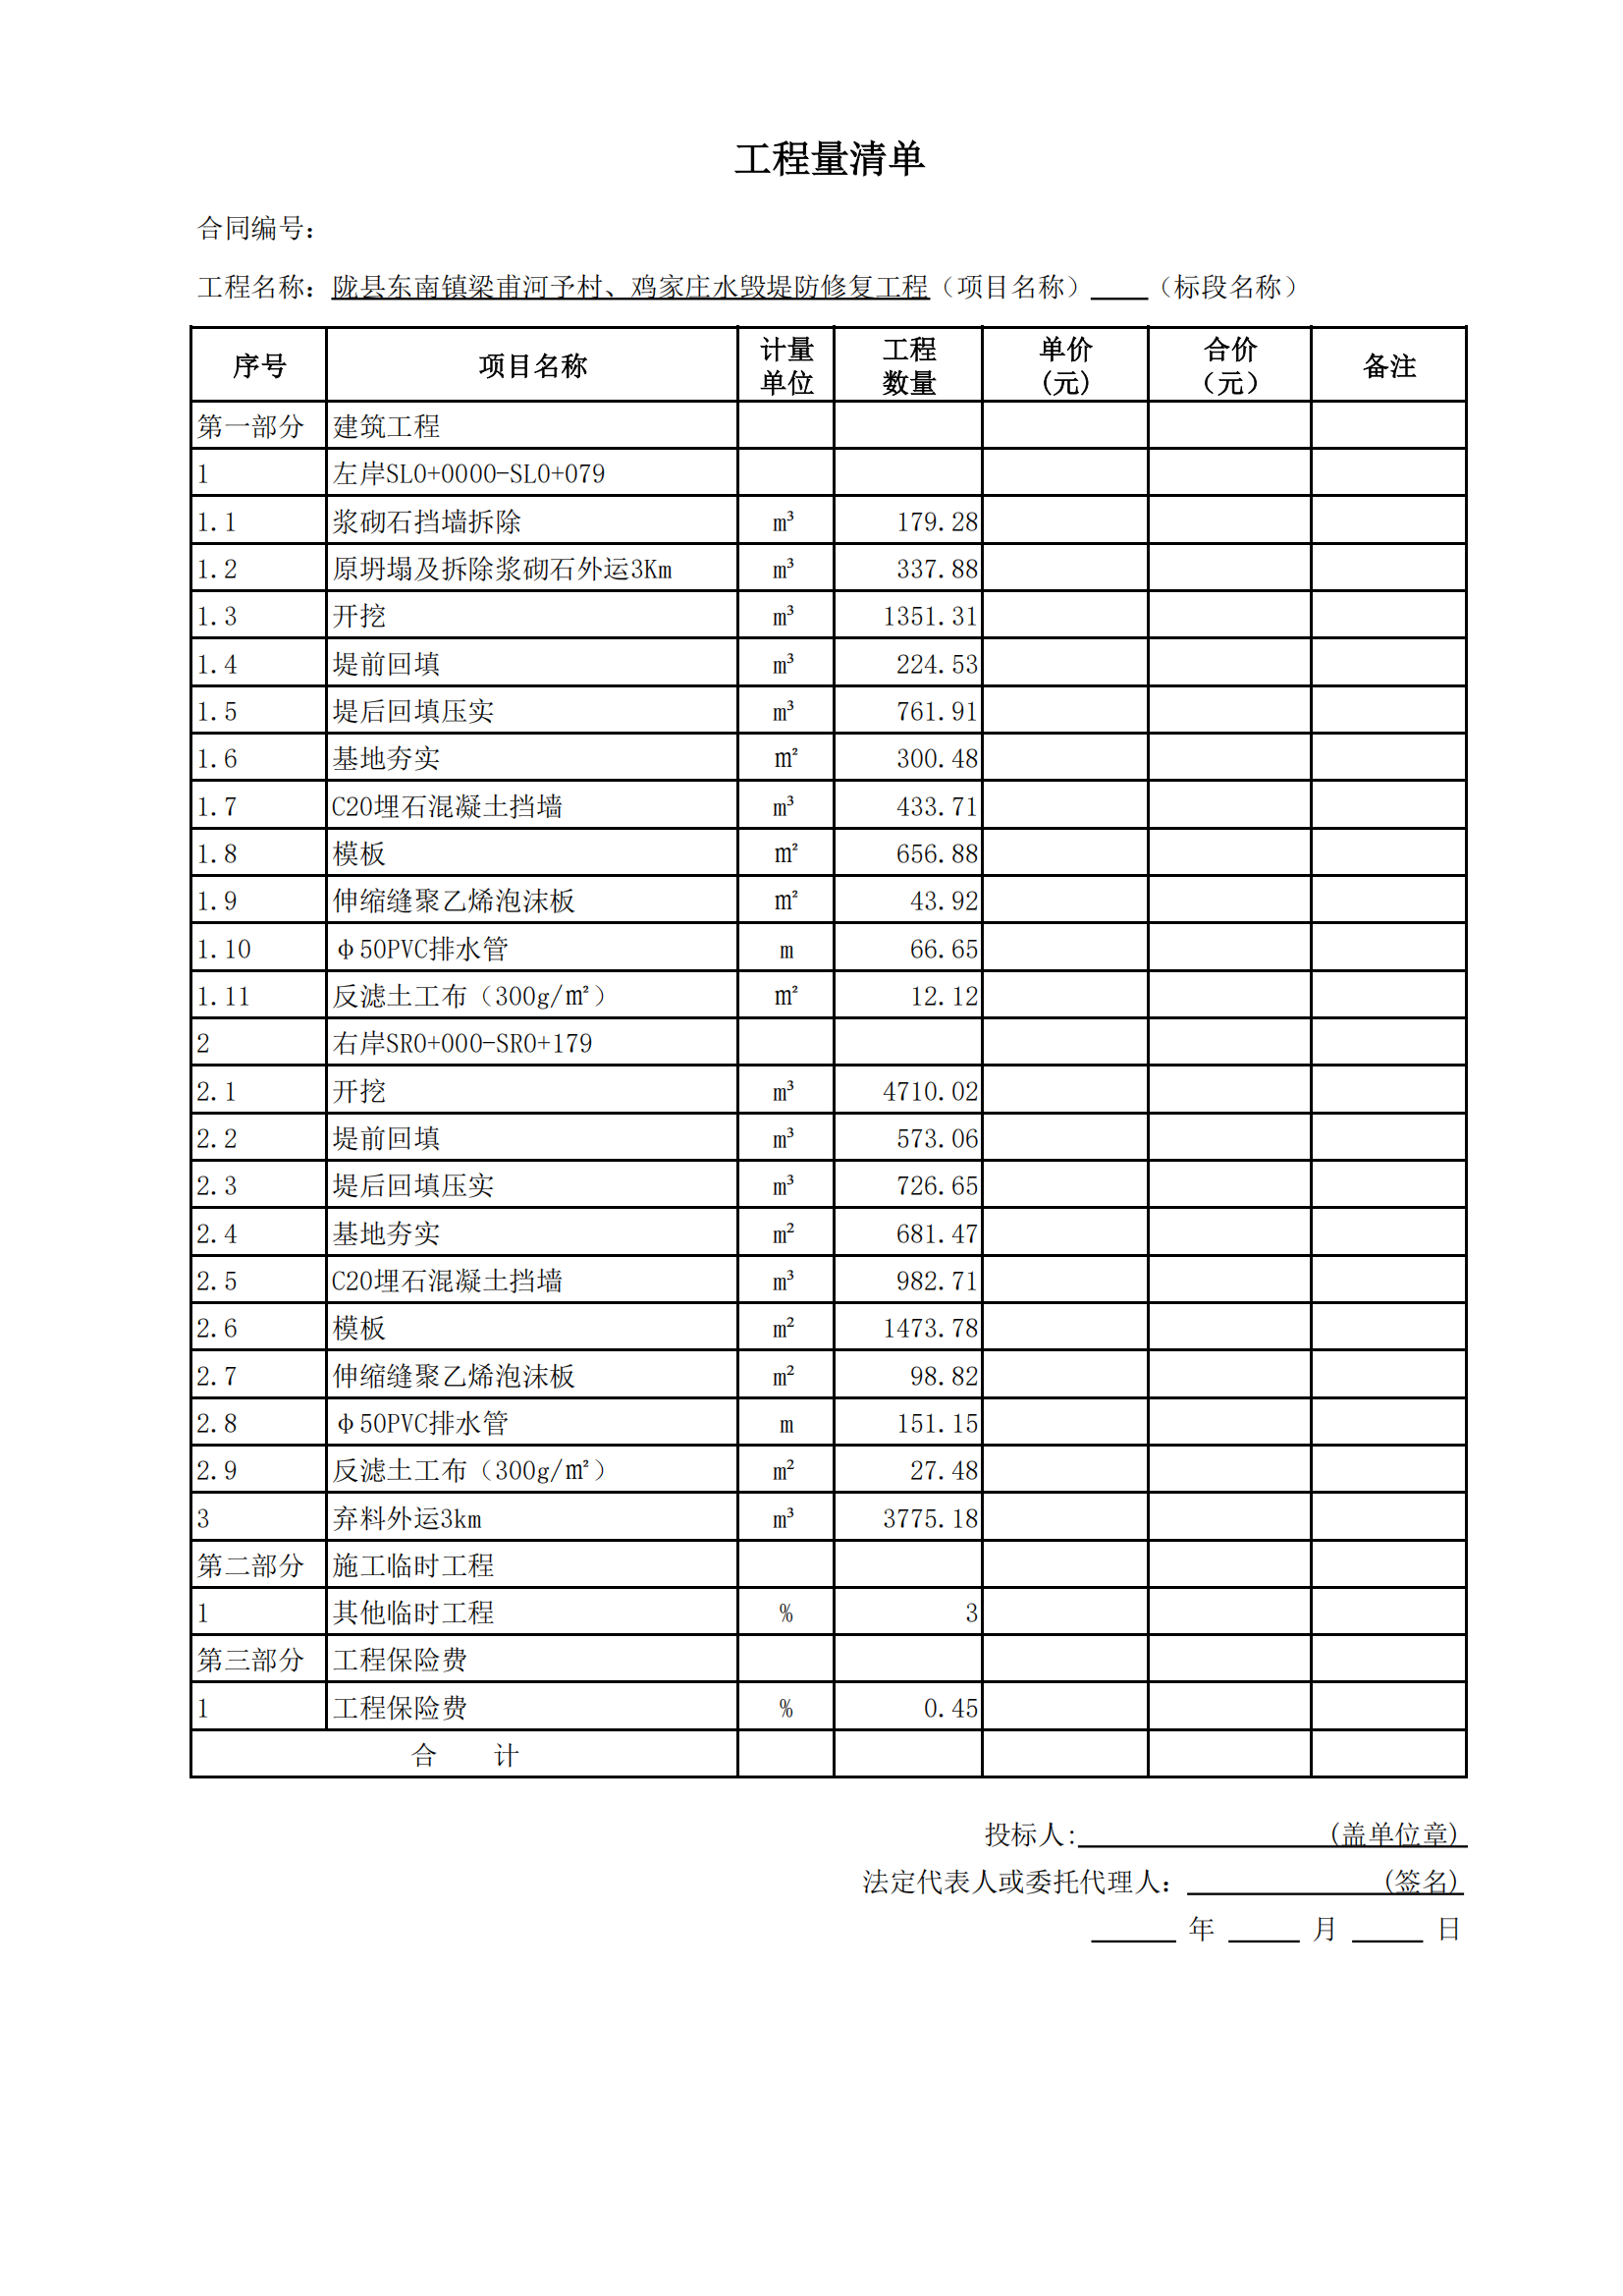 工程量清单
合同编号：
工程名称：陇县东南镇梁甫河予村、鸡家庄水毁堤防修复工程（项目名称）____（标段名称）
序号 项目名称 计量单位 工程数量 单价(元) 合价（元） 备注
第一部分 建筑工程
1 左岸SL0+0000-SL0+079
1.1 浆砌石挡墙拆除 m³ 179.28
1.2 原坍塌及拆除浆砌石外运3Km m³ 337.88
1.3 开挖 m³ 1351.31
1.4 堤前回填 m³ 224.53
1.5 堤后回填压实 m³ 761.91
1.6 基地夯实 ㎡ 300.48
1.7 C20埋石混凝土挡墙 m³ 433.71
1.8 模板 ㎡ 656.88
1.9 伸缩缝聚乙烯泡沫板 ㎡ 43.92
1.10 φ50PVC排水管 m 66.65
1.11 反滤土工布（300g/㎡） ㎡ 12.12
2 右岸SR0+000-SR0+179
2.1 开挖 m³ 4710.02
2.2 堤前回填 m³ 573.06
2.3 堤后回填压实 m³ 726.65
2.4 基地夯实 m² 681.47
2.5 C20埋石混凝土挡墙 m³ 982.71
2.6 模板 m² 1473.78
2.7 伸缩缝聚乙烯泡沫板 m² 98.82
2.8 φ50PVC排水管 m 151.15
2.9 反滤土工布（300g/㎡） m² 27.48
3 弃料外运3km m³ 3775.18
第二部分 施工临时工程
1 其他临时工程 % 3
第三部分 工程保险费
1 工程保险费 % 0.45
合 计
投标人:(盖单位章)
法定代表人或委托代理人：(签名)
年 月 日